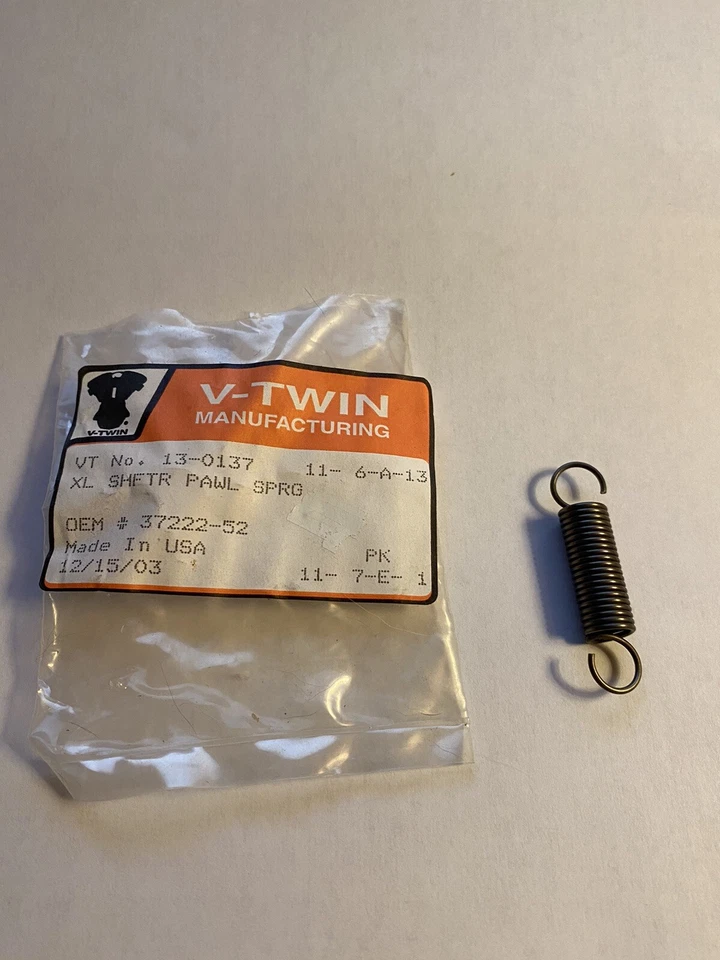 V-TWIN
V-TWIN
MANUFACTURING
VT No. 13-0137 11- 6-A-13
XL SHFTR PAWL SPRG
OEM # 37222-52
Made In USA PK
12/15/03 11- 7-E- 1